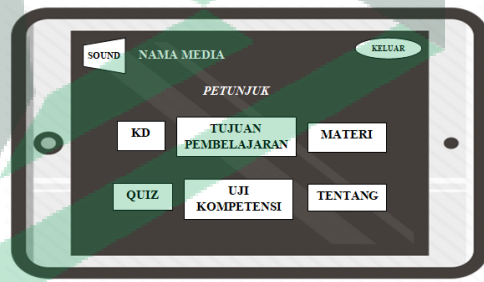 SOUND
NAMA MEDIA
KELUAR
PETUNJUK
KD
TUJUAN
PEMBELAJARAN
MATERI
QUIZ
UJI
KOMPETENSI
TENTANG